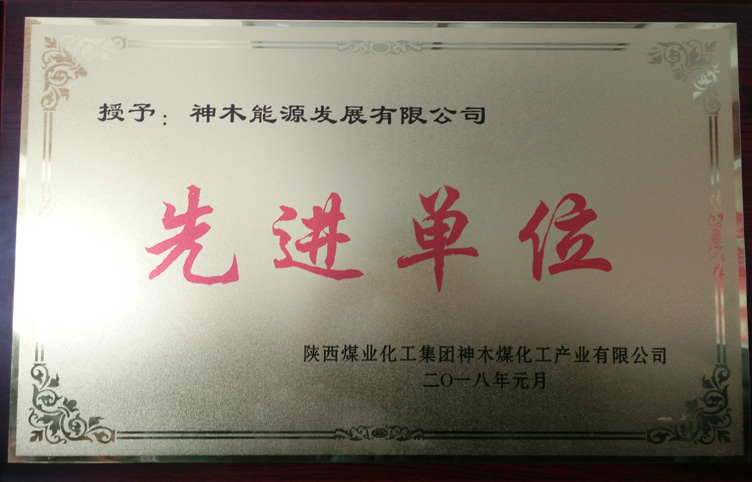 授予：神木能源发展有限公司
先进单位
陕西煤业化工集团神木煤化工产业有限公司
二〇一八年元月